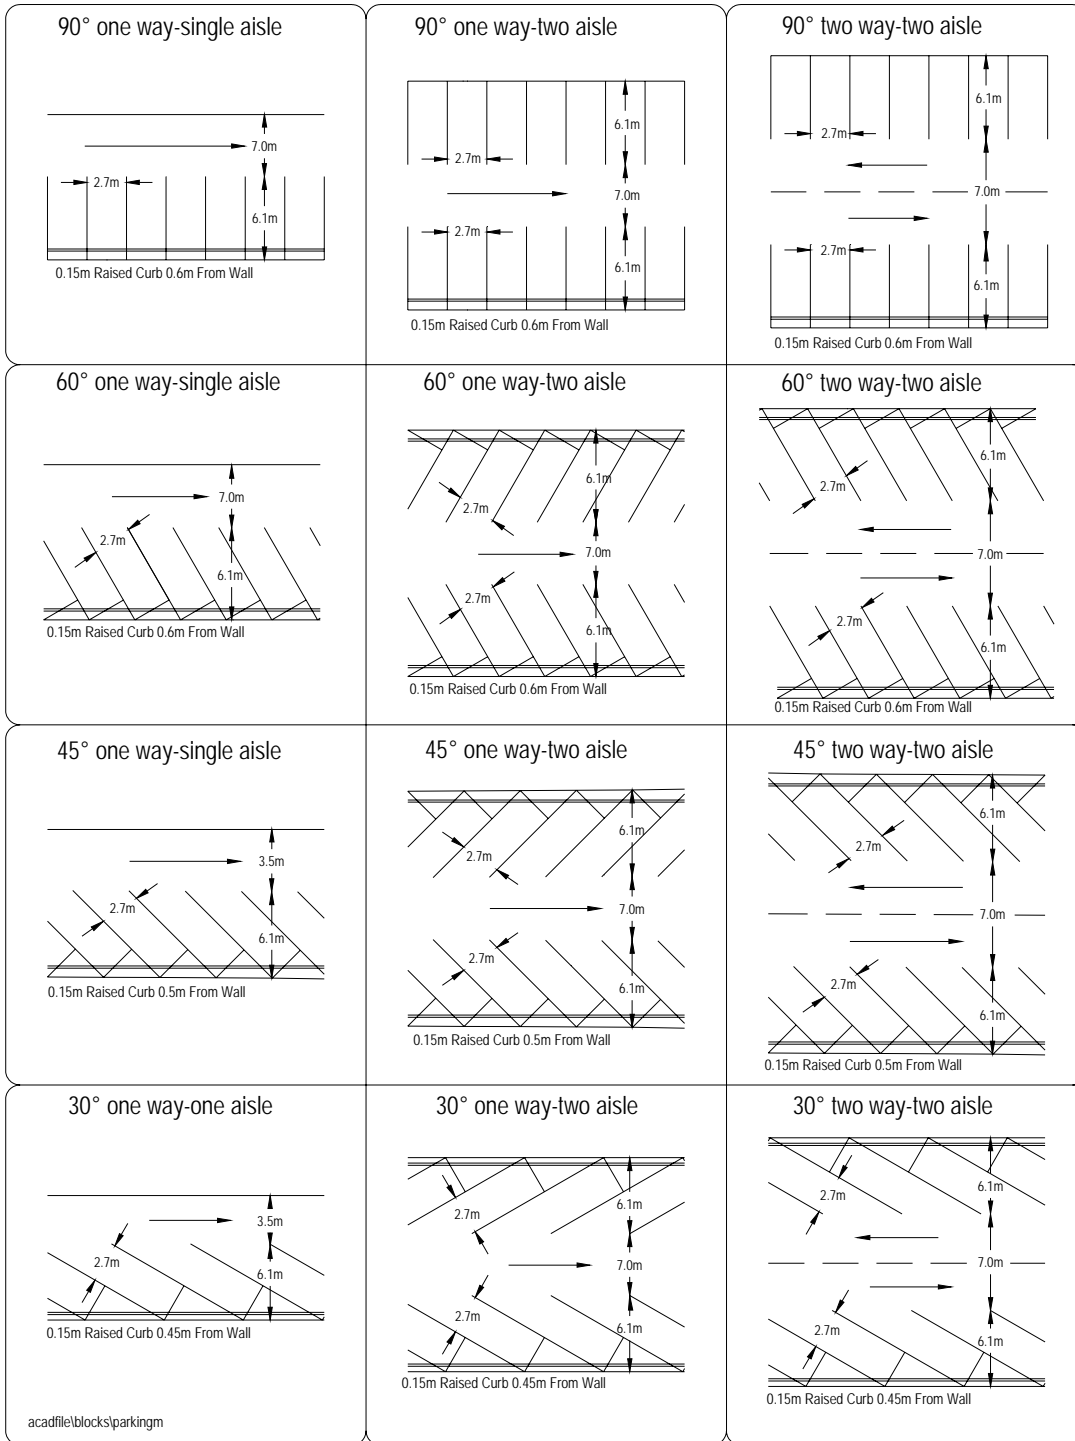 90° one way-single aisle
7.0m
2.7m
6.1m
0.15m Raised Curb 0.6m From Wall
90° one way-two aisle
6.1m
2.7m
7.0m
2.7m
6.1m
0.15m Raised Curb 0.6m From Wall
90° two way-two aisle
6.1m
2.7m
7.0m
2.7m
6.1m
0.15m Raised Curb 0.6m From Wall
60° one way-single aisle
7.0m
2.7m
6.1m
0.15m Raised Curb 0.6m From Wall
60° one way-two aisle
6.1m
2.7m
7.0m
2.7m
6.1m
0.15m Raised Curb 0.6m From Wall
60° two way-two aisle
6.1m
2.7m
7.0m
2.7m
6.1m
0.15m Raised Curb 0.6m From Wall
45° one way-single aisle
3.5m
2.7m
6.1m
0.15m Raised Curb 0.5m From Wall
45° one way-two aisle
6.1m
2.7m
7.0m
2.7m
6.1m
0.15m Raised Curb 0.5m From Wall
45° two way-two aisle
6.1m
2.7m
7.0m
2.7m
6.1m
0.15m Raised Curb 0.5m From Wall
30° one way-one aisle
3.5m
2.7m
6.1m
0.15m Raised Curb 0.45m From Wall
30° one way-two aisle
6.1m
2.7m
7.0m
2.7m
6.1m
0.15m Raised Curb 0.45m From Wall
30° two way-two aisle
6.1m
2.7m
7.0m
2.7m
6.1m
0.15m Raised Curb 0.45m From Wall
acadfile\blocks\parkingm